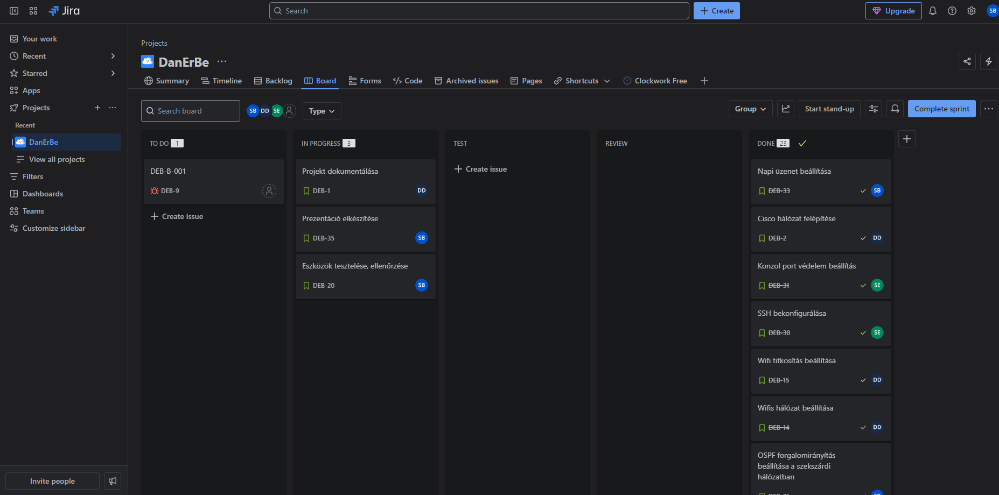 Jira
Search
Create
Upgrade
SB
Your work
Recent
Starred
Apps
Projects
Recent
DanErBe
View all projects
Filters
Dashboards
Teams
Customize sidebar
Invite people
Projects
DanErBe
Summary
Timeline
Backlog
Board
Forms
Code
Archived issues
Pages
Shortcuts
Clockwork Free
Search board
SB DD SE
Type
Group
Start stand-up
Complete sprint
TO DO 1
DEB-B-001
DEB-9
Create issue
IN PROGRESS 3
Projekt dokumentálása
DEB-1 DD
Prezentáció elkészítése
DEB-35 SB
Eszközök tesztelése, ellenőrzése
DEB-20 SB
TEST
Create issue
REVIEW
DONE 23
Napi üzenet beállítása
DEB-33 SB
Cisco hálózat felépítése
DEB-2 DD
Konzol port védelem beállítás
DEB-31 SE
SSH bekonfigurálása
DEB-30 SE
Wifi titkosítás beállítása
DEB-15 DD
Wifis hálózat beállítása
DEB-14 DD
OSPF forgalomirányítás
beállítása a szekszárdi
hálózatban